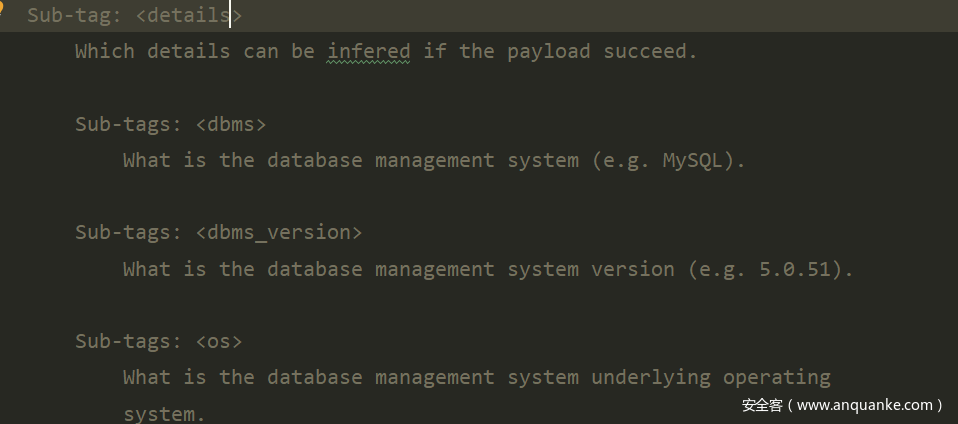 Sub-tag: <details>
Which details can be infered if the payload succeed.
Sub-tags: <dbms>
What is the database management system (e.g. MySQL).
Sub-tags: <dbms_version>
What is the database management system version (e.g. 5.0.51).
Sub-tags: <os>
What is the database management system underlying operating
system.
安全客（www.anquanke.com）